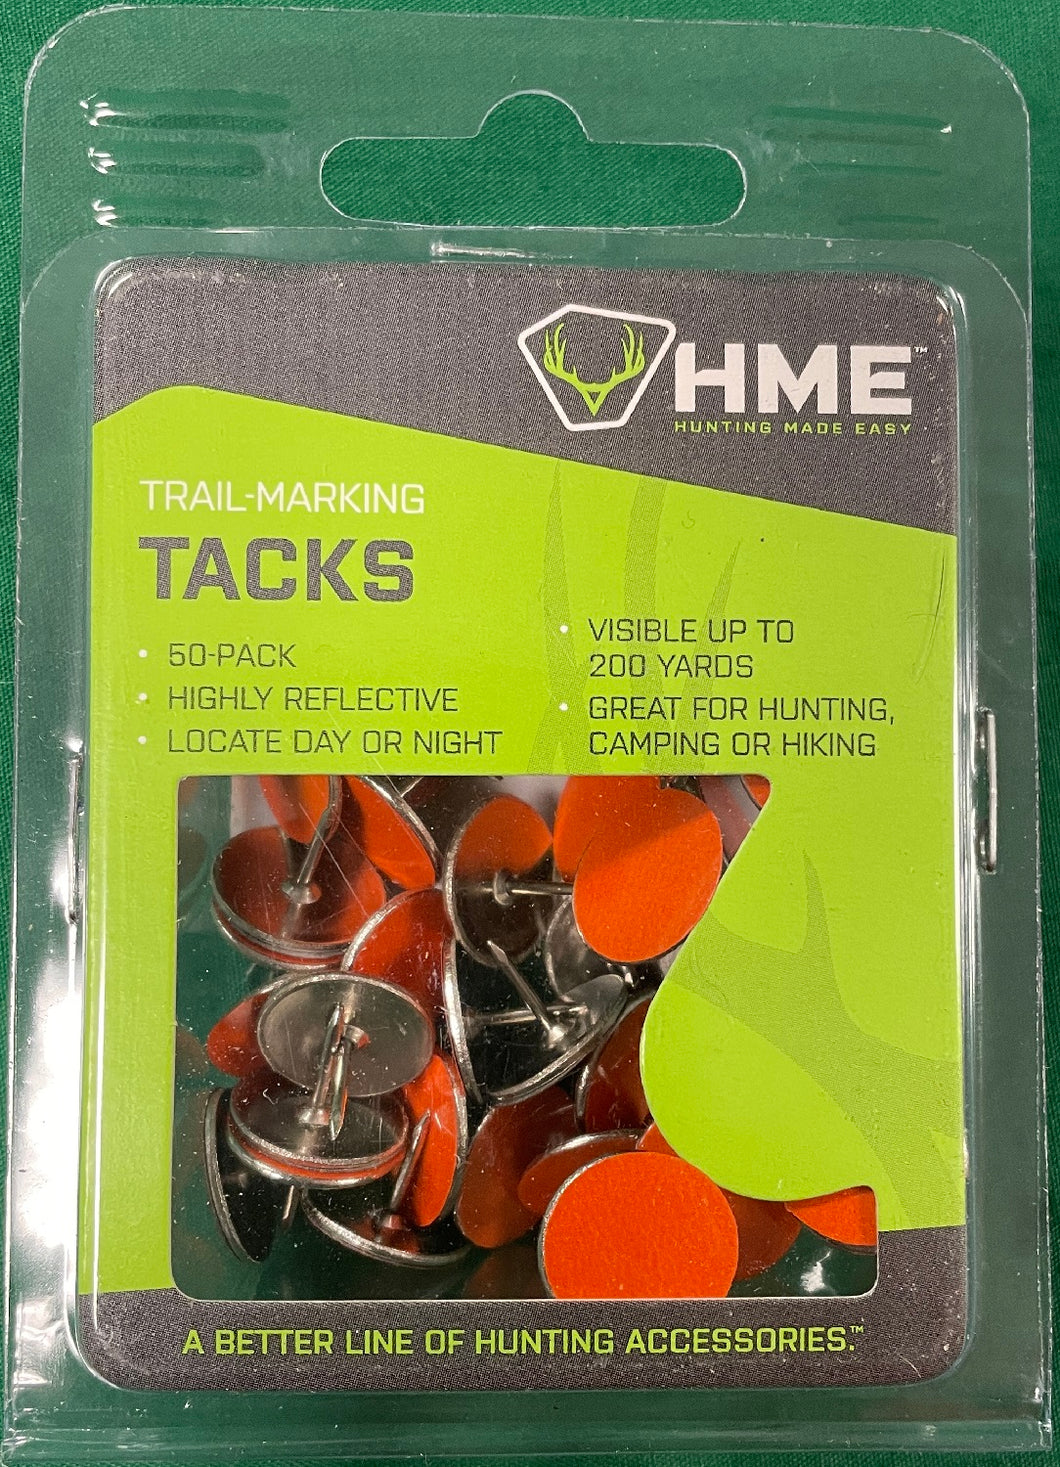 HME™
HUNTING MADE EASY
TRAIL-MARKING
TACKS
• 50-PACK
• HIGHLY REFLECTIVE
• LOCATE DAY OR NIGHT
• VISIBLE UP TO
200 YARDS
• GREAT FOR HUNTING,
CAMPING OR HIKING
A BETTER LINE OF HUNTING ACCESSORIES.™